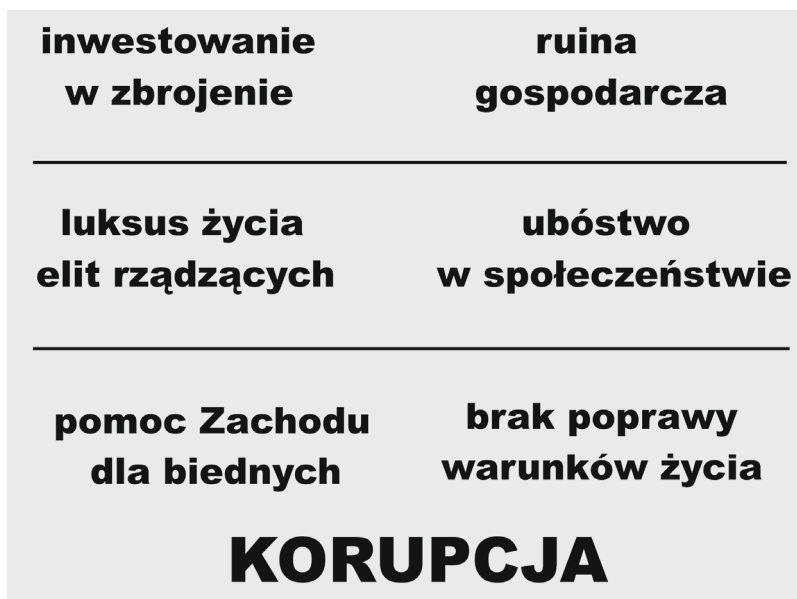 inwestowanie
w zbrojenie
ruina
gospodarcza
luksus życia
elit rządzących
ubóstwo
w społeczeństwie
pomoc Zachodu
dla biednych
brak poprawy
warunków życia
KORUPCJA